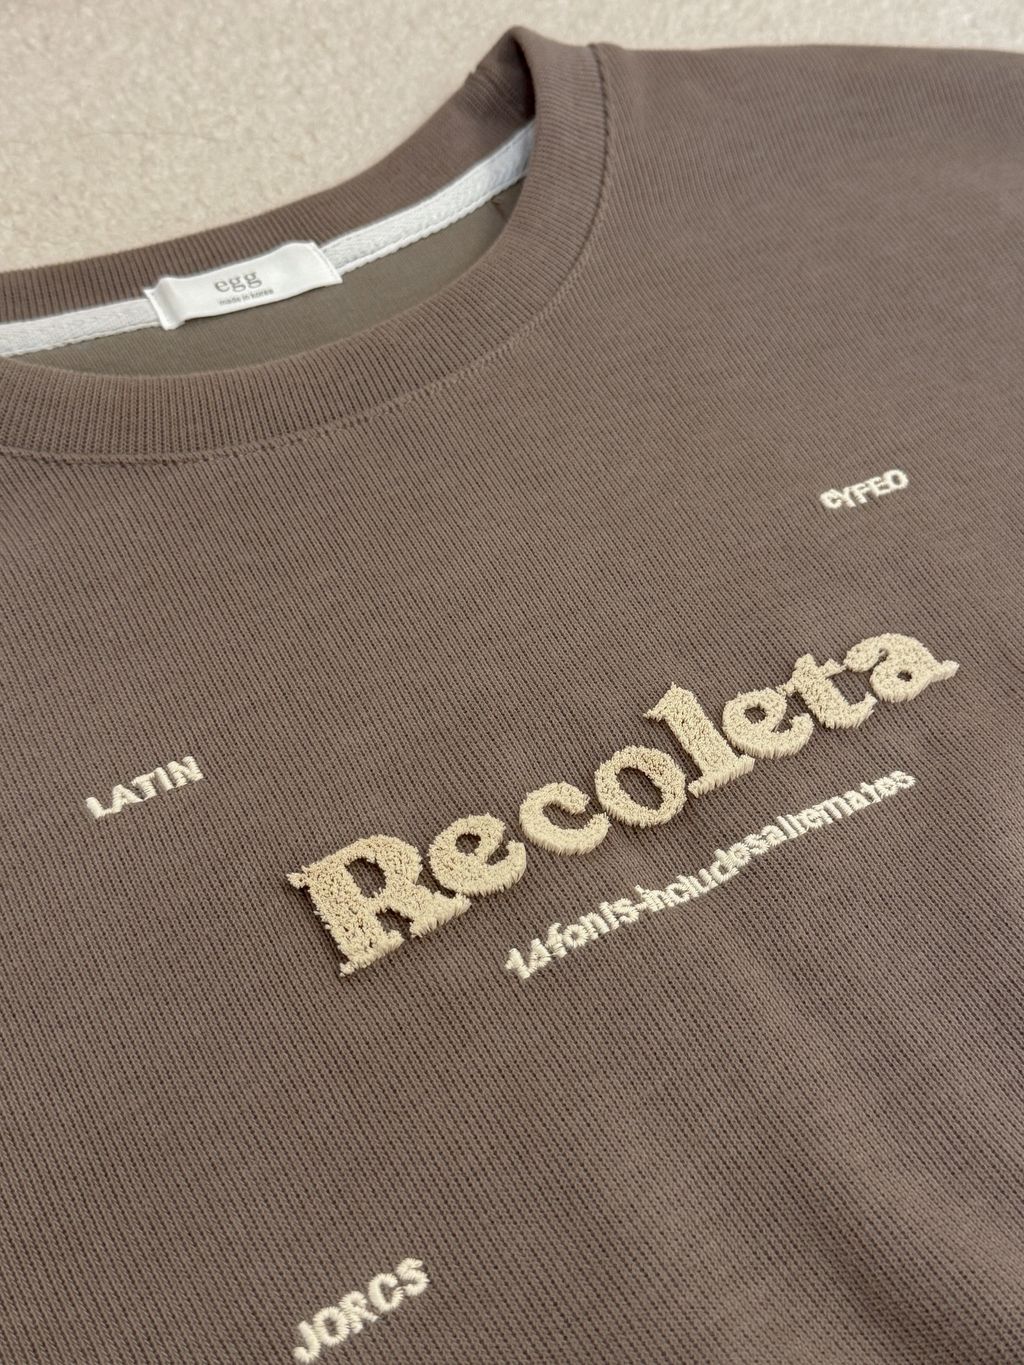 egg
made in korea
CYFEO
LATIN
Recoleta
14fonts-includesalternates
JORCS